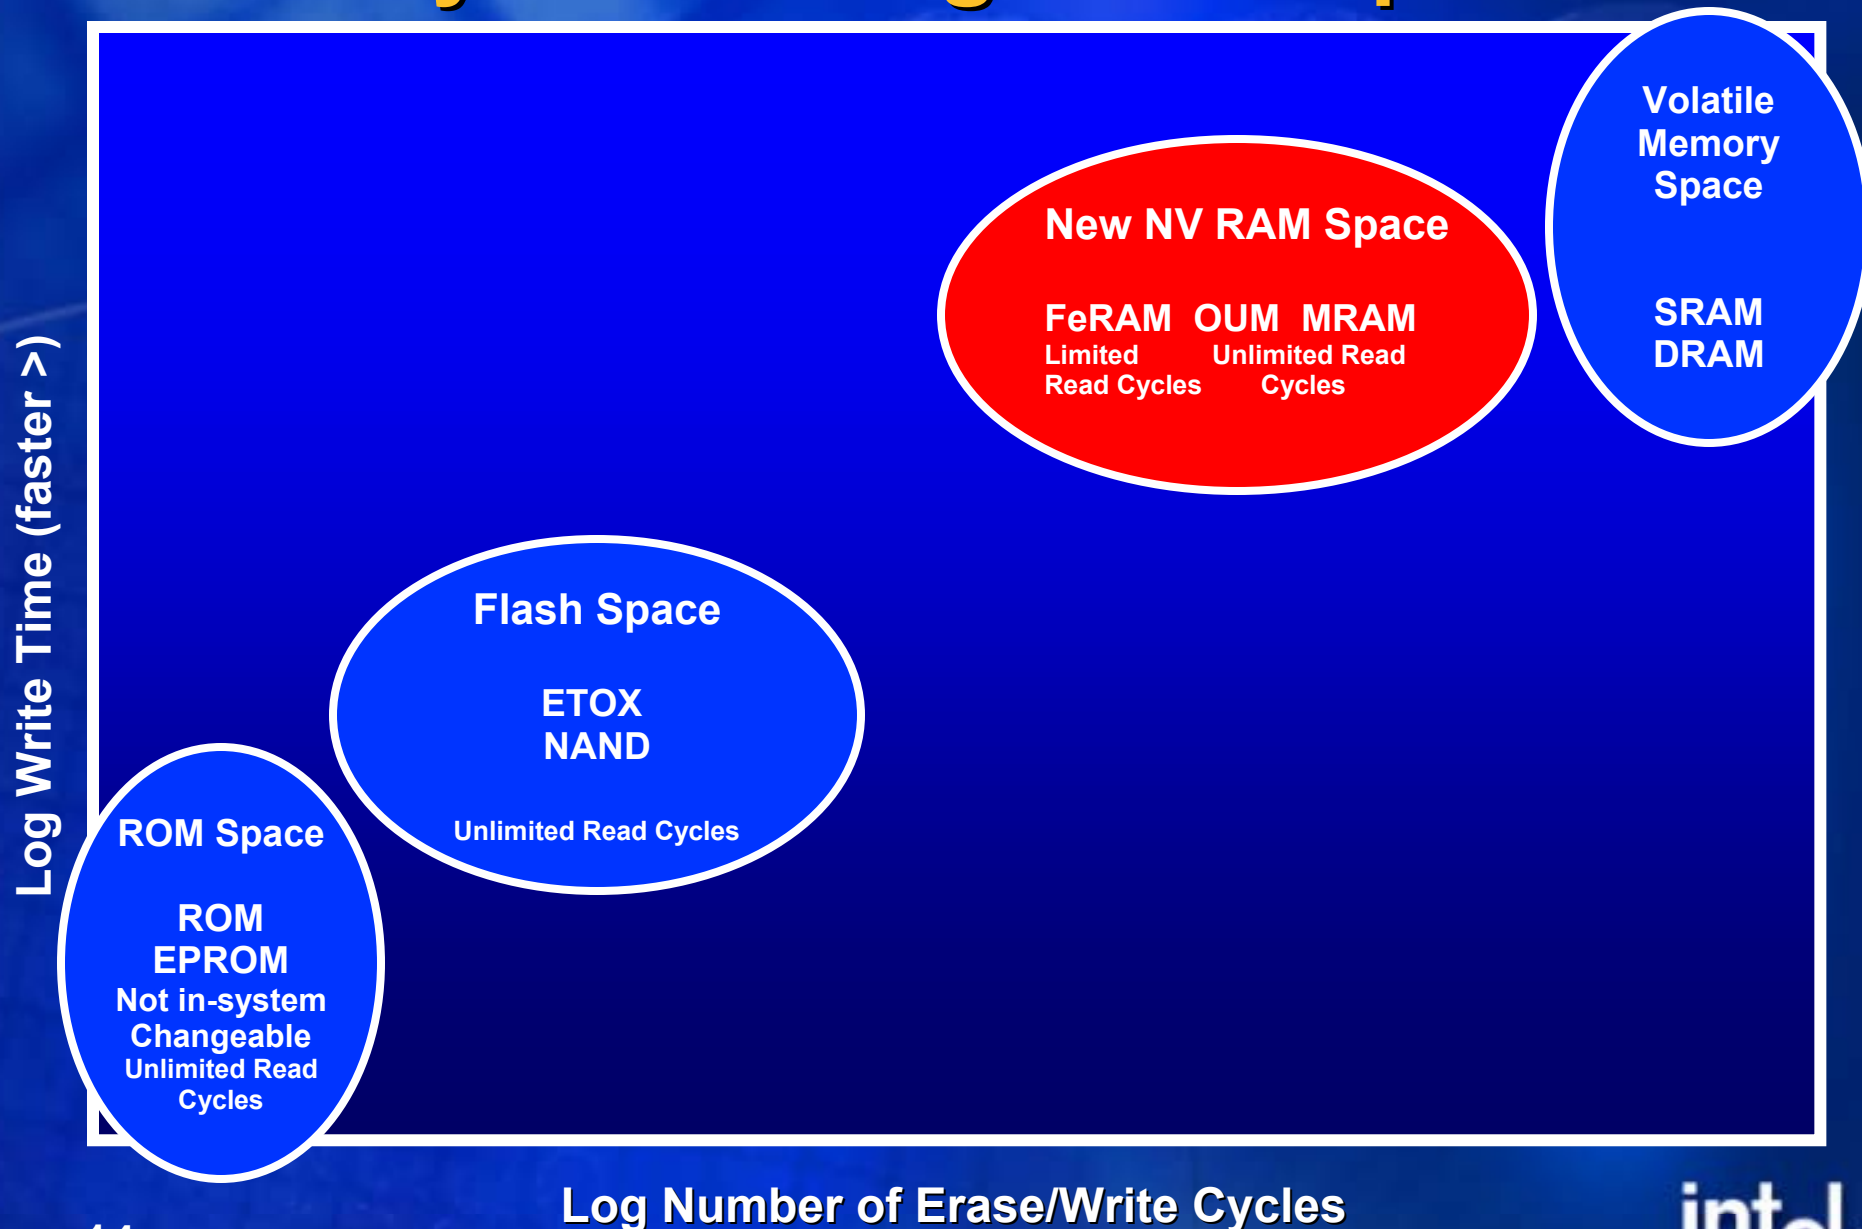 Volatile
Memory
Space
SRAM
DRAM
New NV RAM Space
FeRAM OUM MRAM
Limited Unlimited Read
Read Cycles Cycles
Log Write Time (faster >)
Flash Space
ETOX
NAND
Unlimited Read Cycles
ROM Space
ROM
EPROM
Not in-system
Changeable
Unlimited Read
Cycles
Log Number of Erase/Write Cycles
intel